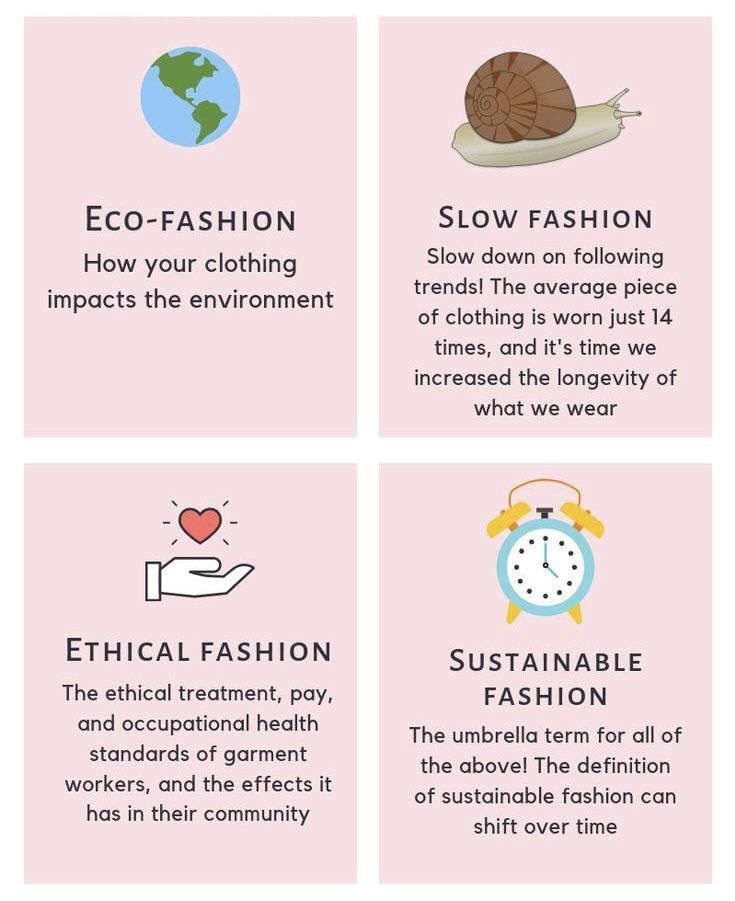 Eco-fashion
How your clothing
impacts the environment
Slow fashion
Slow down on following
trends! The average piece
of clothing is worn just 14
times, and it's time we
increased the longevity of
what we wear
Ethical fashion
The ethical treatment, pay,
and occupational health
standards of garment
workers, and the effects it
has in their community
Sustainable
fashion
The umbrella term for all of
the above! The definition
of sustainable fashion can
shift over time